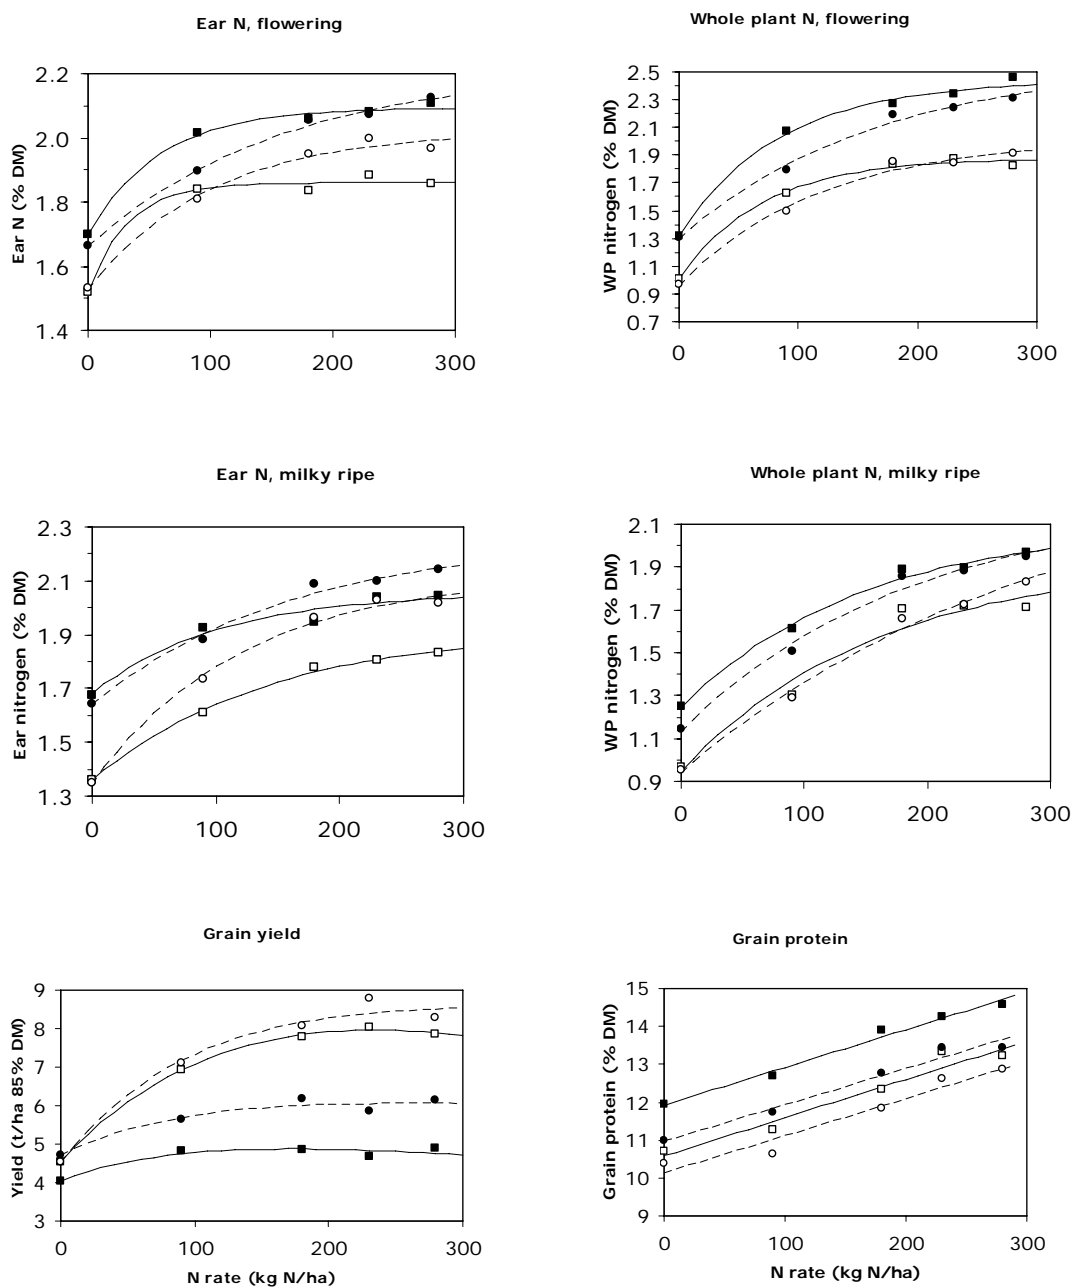 Ear N, flowering
Ear N (% DM)
2.2
2.0
1.8
1.6
1.4
0 100 200 300
Whole plant N, flowering
WP nitrogen (% DM)
2.5
2.3
2.1
1.9
1.7
1.5
1.3
1.1
0.9
0.7
0 100 200 300
Ear N, milky ripe
Ear nitrogen (% DM)
2.3
2.1
1.9
1.7
1.5
1.3
0 100 200 300
Whole plant N, milky ripe
WP nitrogen (% DM)
2.1
1.9
1.7
1.5
1.3
1.1
0.9
0 100 200 300
Grain yield
Yield (t/ha 85% DM)
9
8
7
6
5
4
3
0 100 200 300
N rate (kg N/ha)
Grain protein
Grain protein (% DM)
15
14
13
12
11
10
9
0 100 200 300
N rate (kg N/ha)